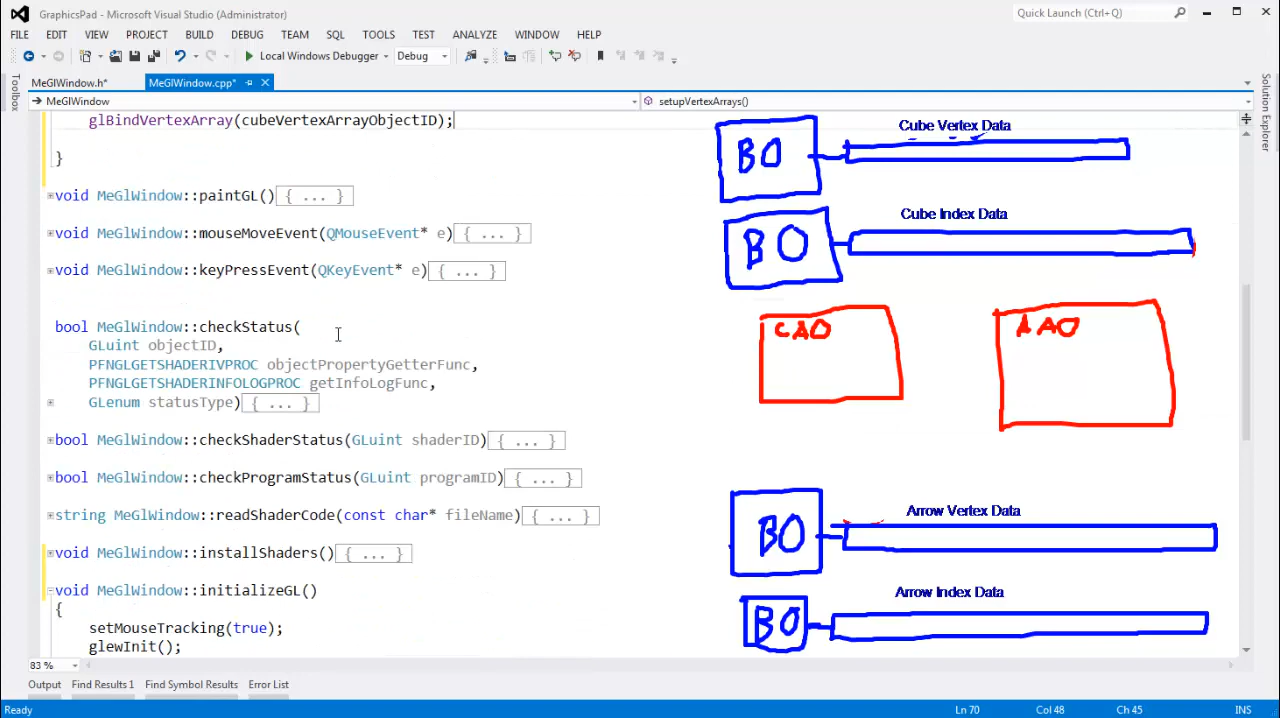 GraphicsPad - Microsoft Visual Studio (Administrator)
Quick Launch (Ctrl+Q)
FILE EDIT VIEW PROJECT BUILD DEBUG TEAM SQL TOOLS TEST ANALYZE WINDOW HELP
Local Windows Debugger Debug
MeGlWindow.h* MeGlWindow.cpp*
MeGlWindow setupVertexArrays()
Toolbox
Solution Explorer
glBindVertexArray(cubeVertexArrayObjectID);
}
void MeGlWindow::paintGL(){ ... }
void MeGlWindow::mouseMoveEvent(QMouseEvent* e){ ... }
void MeGlWindow::keyPressEvent(QKeyEvent* e){ ... }
bool MeGlWindow::checkStatus(
GLuint objectID,
PFNGLGETSHADERIVPROC objectPropertyGetterFunc,
PFNGLGETSHADERINFOLOGPROC getInfoLogFunc,
GLenum statusType){ ... }
bool MeGlWindow::checkShaderStatus(GLuint shaderID){ ... }
bool MeGlWindow::checkProgramStatus(GLuint programID){ ... }
string MeGlWindow::readShaderCode(const char* fileName){ ... }
void MeGlWindow::installShaders(){ ... }
void MeGlWindow::initializeGL()
{
setMouseTracking(true);
glewInit();
Cube Vertex Data
BO
Cube Index Data
BO
CAO
AAO
Arrow Vertex Data
BO
Arrow Index Data
BO
83 %
Output Find Results 1 Find Symbol Results Error List
Ready Ln 70 Col 48 Ch 45 INS